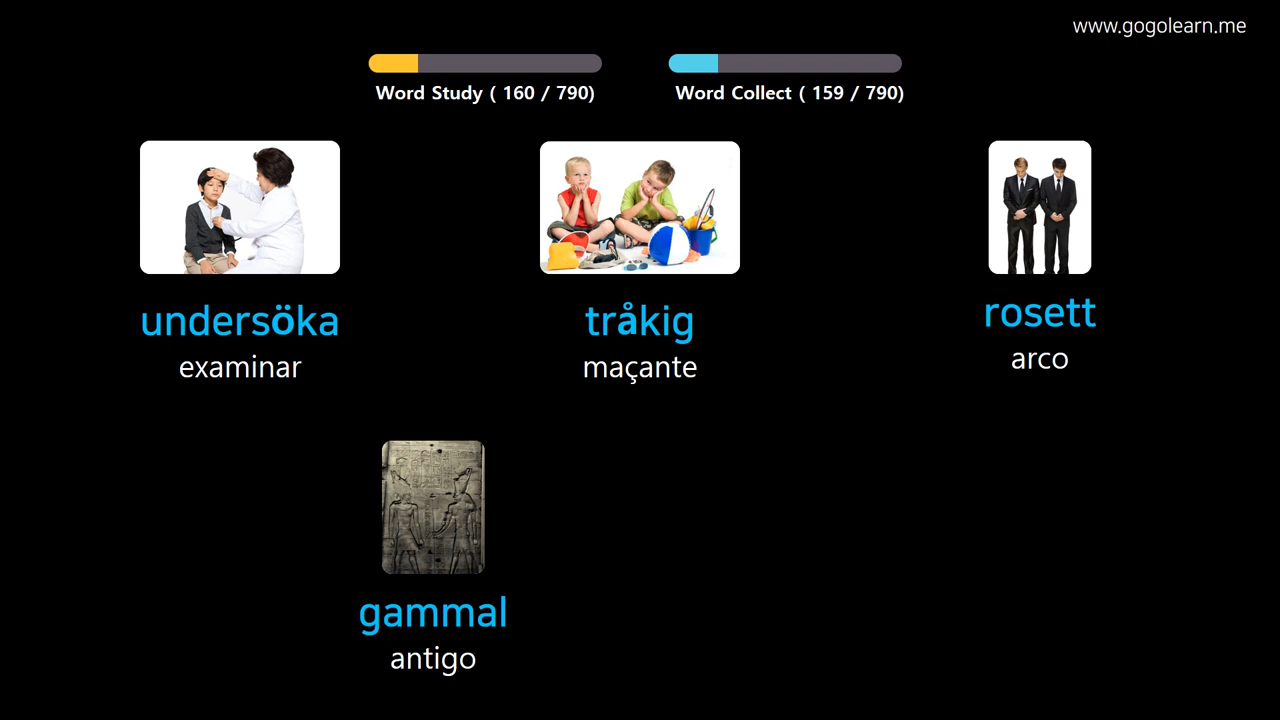 www.gogolearn.me
Word Study ( 160 / 790)
Word Collect ( 159 / 790)
undersöka
examinar
tråkig
maçante
rosett
arco
gammal
antigo